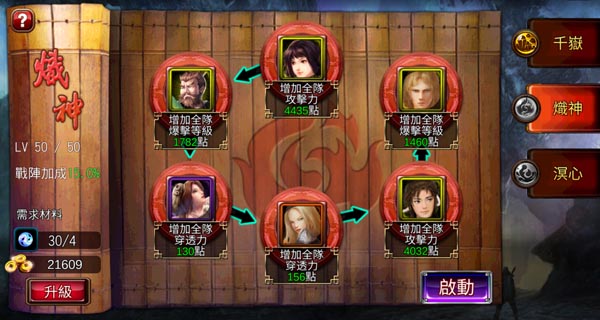 ?
熾神
LV 50 / 50
戰陣加成15.0%
需求材料
30/4
21609
升級
增加全隊
攻擊力
4435點
增加全隊
爆擊等級
1782點
增加全隊
爆擊等級
1460點
增加全隊
穿透力
130點
增加全隊
穿透力
156點
增加全隊
攻擊力
4032點
啟動
千嶽
熾神
溟心